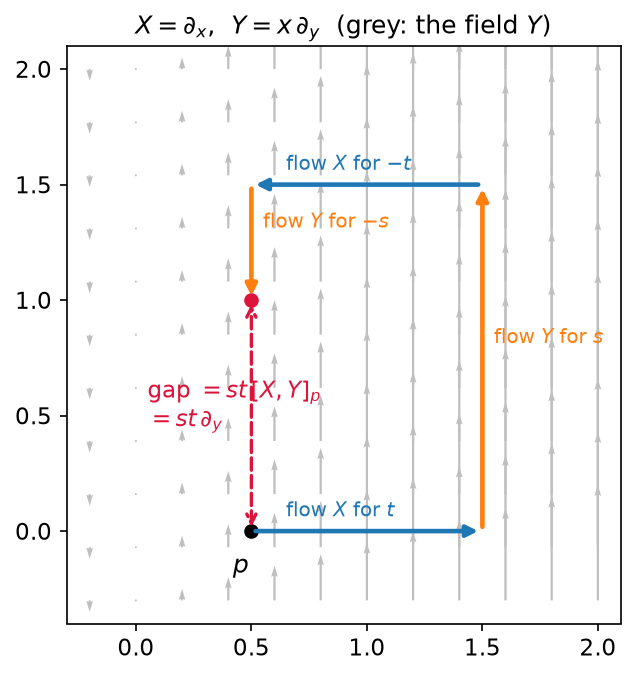 X = ∂ₓ, Y = x ∂ᵧ (grey: the field Y)
2.0
1.5
1.0
0.5
0.0
flow X for −t
flow Y for −s
flow Y for s
gap = st[X, Y]ₚ
= st ∂ᵧ
flow X for t
p
0.0 0.5 1.0 1.5 2.0